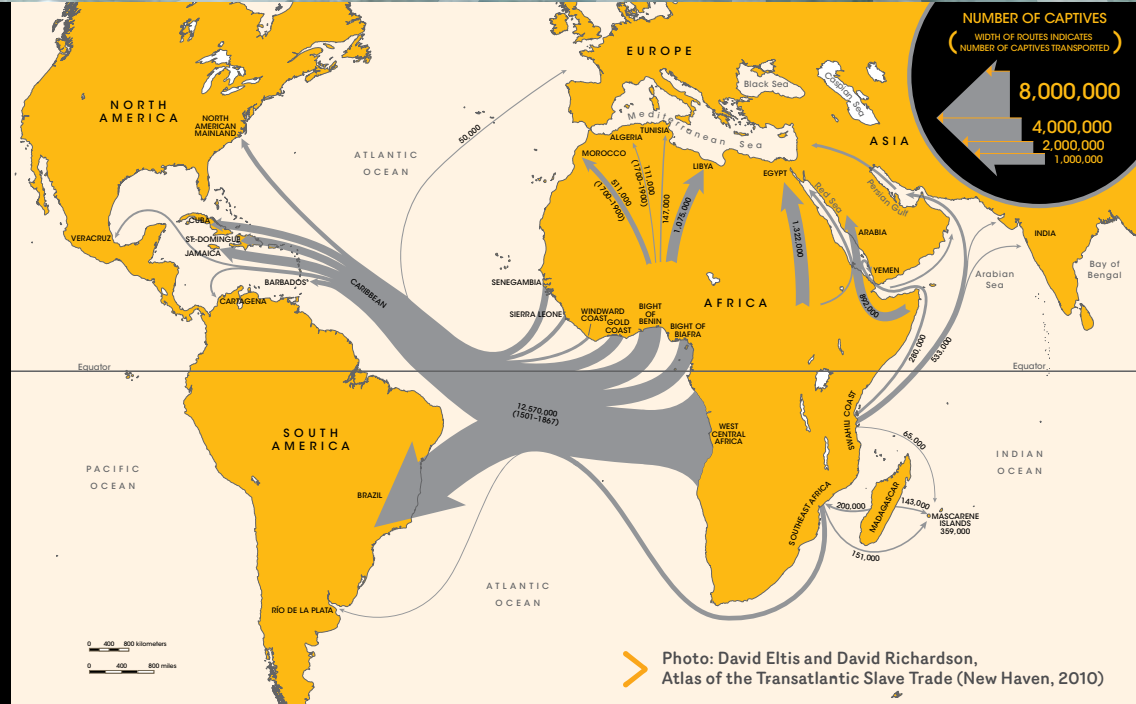 NUMBER OF CAPTIVES
( WIDTH OF ROUTES INDICATES
NUMBER OF CAPTIVES TRANSPORTED )
8,000,000
4,000,000
2,000,000
1,000,000
EUROPE
Black Sea
Caspian Sea
NORTH
AMERICA
NORTH
AMERICAN
MAINLAND
50,000
ATLANTIC
OCEAN
Mediterranean Sea
ASIA
ALGERIA
TUNISIA
MOROCCO
LIBYA
EGYPT
511,000
(1700–1900)
111,000
(1700–1900)
147,000
1,075,000
1,322,000
Red Sea
Persian Gulf
ARABIA
YEMEN
INDIA
Bay of
Bengal
Arabian
Sea
VERACRUZ
CUBA
ST-DOMINGUE
JAMAICA
BARBADOS
CARTAGENA
CARIBBEAN
SENEGAMBIA
SIERRA LEONE
WINDWARD
COAST
GOLD
COAST
BIGHT
OF
BENIN
BIGHT OF
BIAFRA
AFRICA
892,000
280,000
533,000
Equator
Equator
12,570,000
(1501–1867)
WEST
CENTRAL
AFRICA
SWAHILI COAST
65,000
SOUTH
AMERICA
PACIFIC
OCEAN
BRAZIL
INDIAN
OCEAN
SOUTHEAST AFRICA
200,000
MADAGASCAR
143,000
MASCARENE
ISLANDS
359,000
151,000
ATLANTIC
OCEAN
RÍO DE LA PLATA
0 400 800 kilometers
0 400 800 miles
Photo: David Eltis and David Richardson,
Atlas of the Transatlantic Slave Trade (New Haven, 2010)